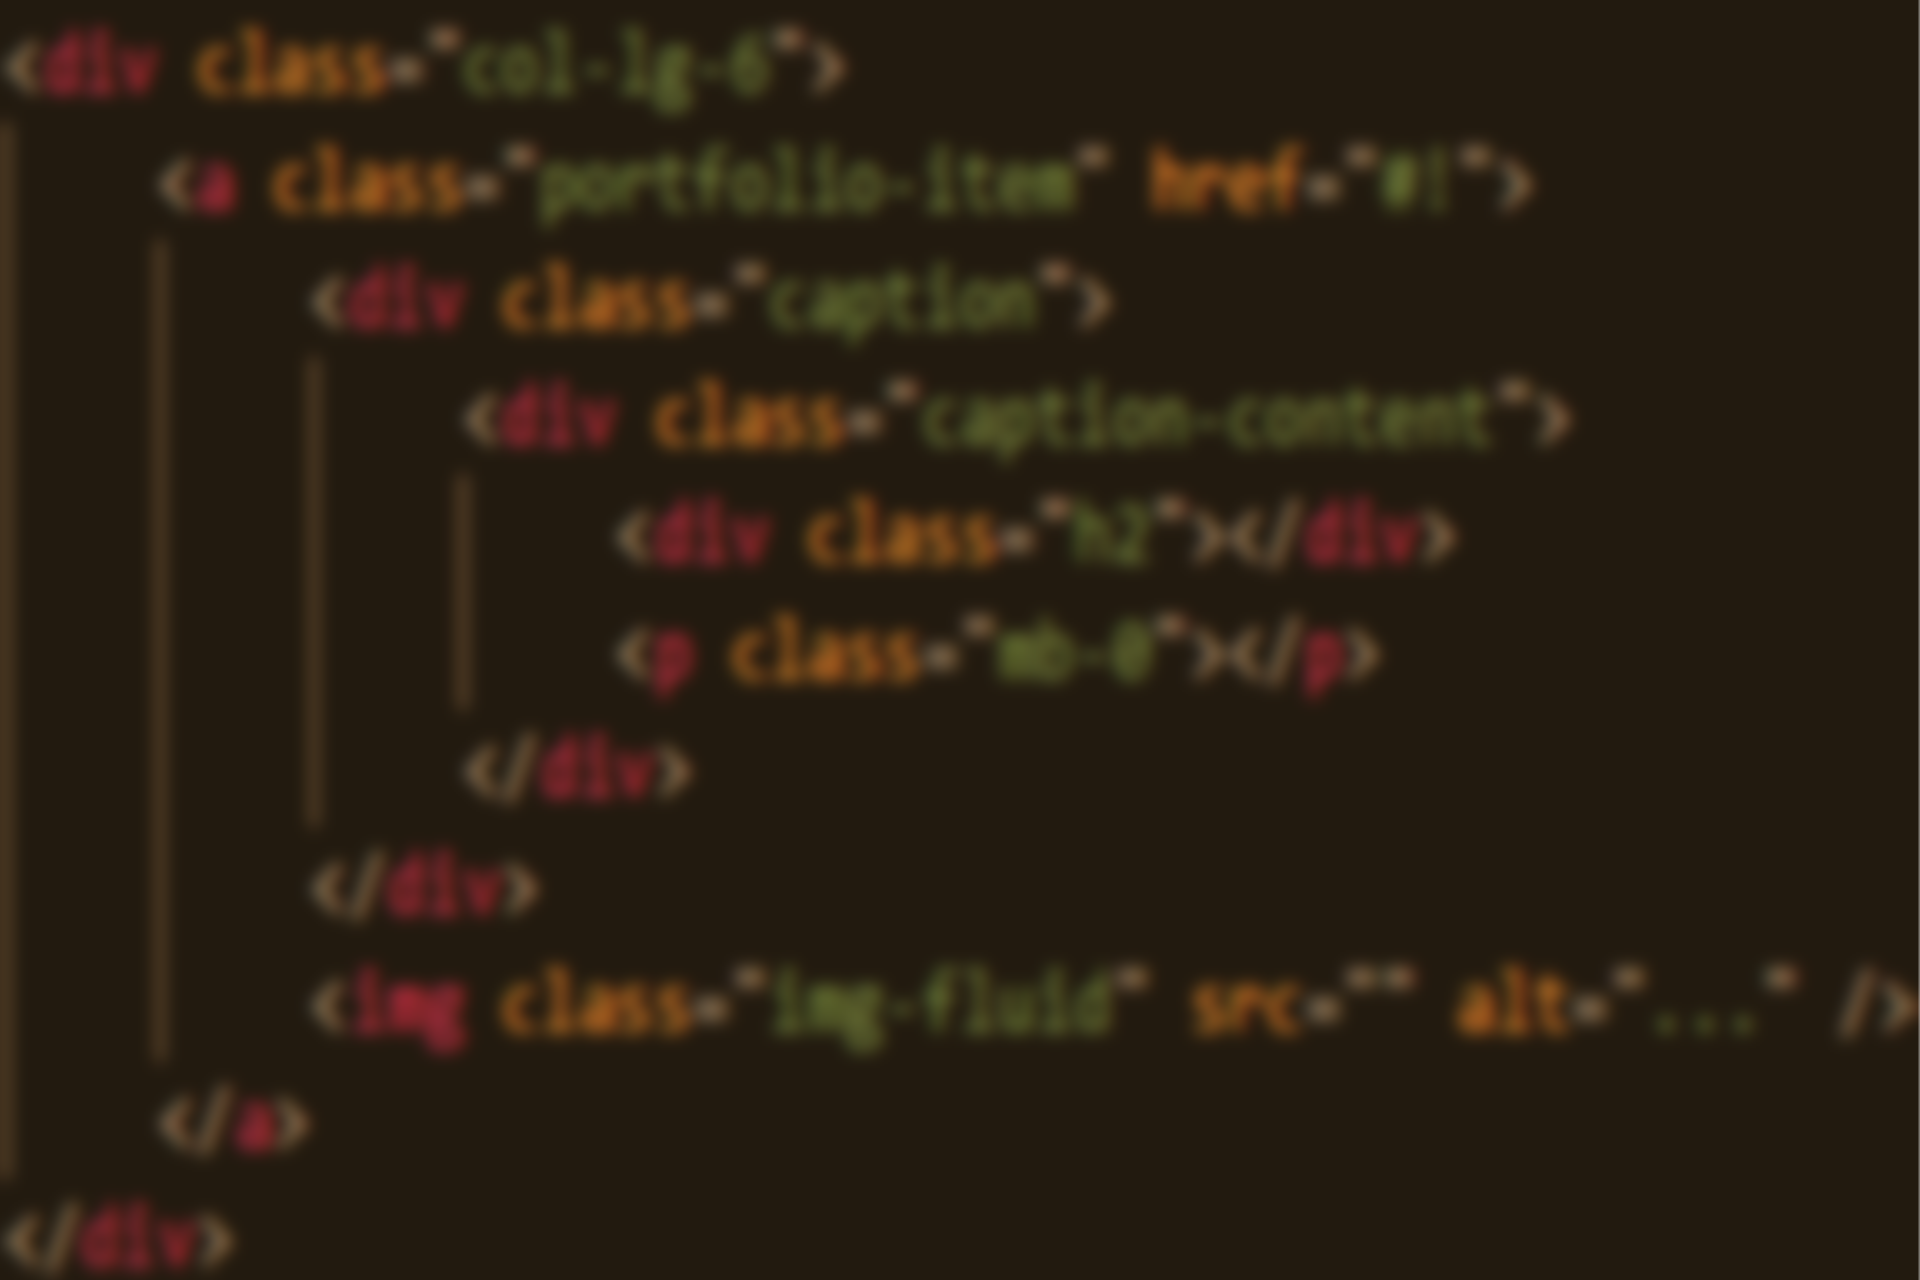 <div class="col-lg-6">
<a class="portfolio-item" href="#!">
<div class="caption">
<div class="caption-content">
<div class="h2"></div>
<p class="mb-0"></p>
</div>
</div>
<img class="img-fluid" src="" alt="..." />
</a>
</div>